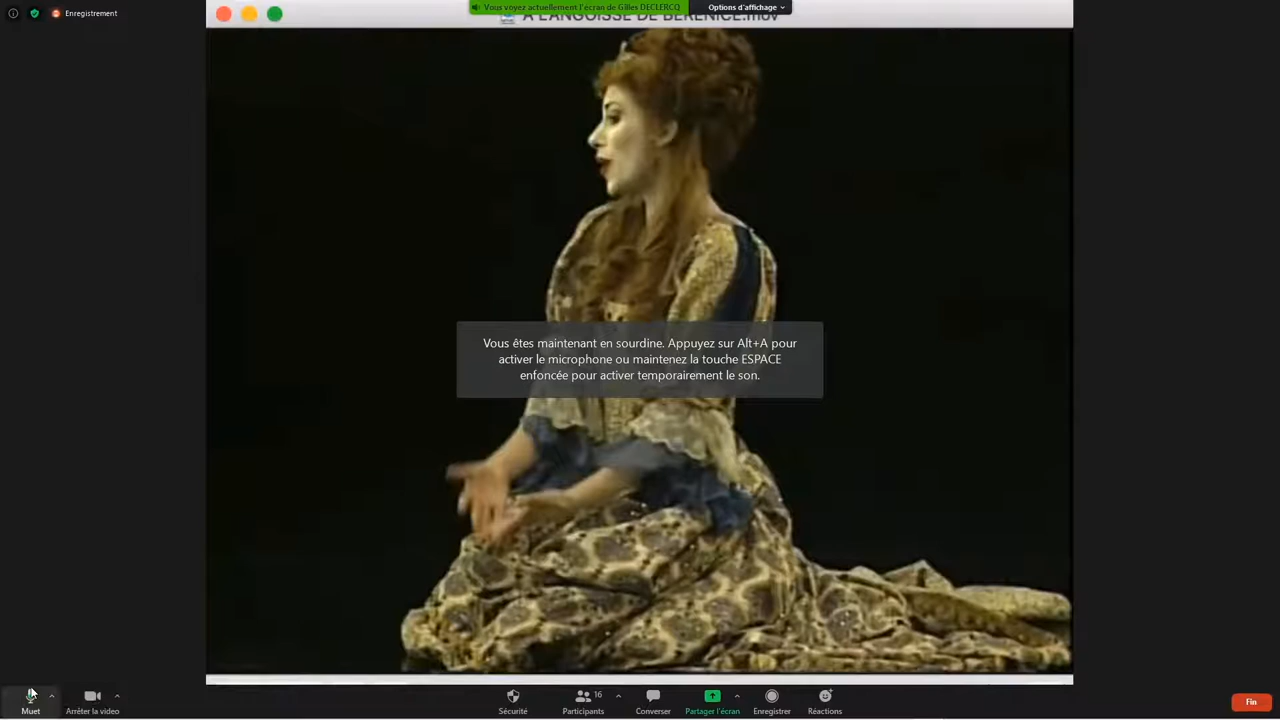 Enregistrement
Vous voyez actuellement l'écran de Gilles DECLERCQ
Options d'affichage
A L'ANGOISSE DE BERENICE.mov
Vous êtes maintenant en sourdine. Appuyez sur Alt+A pour
activer le microphone ou maintenez la touche ESPACE
enfoncée pour activer temporairement le son.
Muet
Arrêter la video
Sécurité
16
Participants
Converser
Partager l'écran
Enregistrer
Réactions
Fin